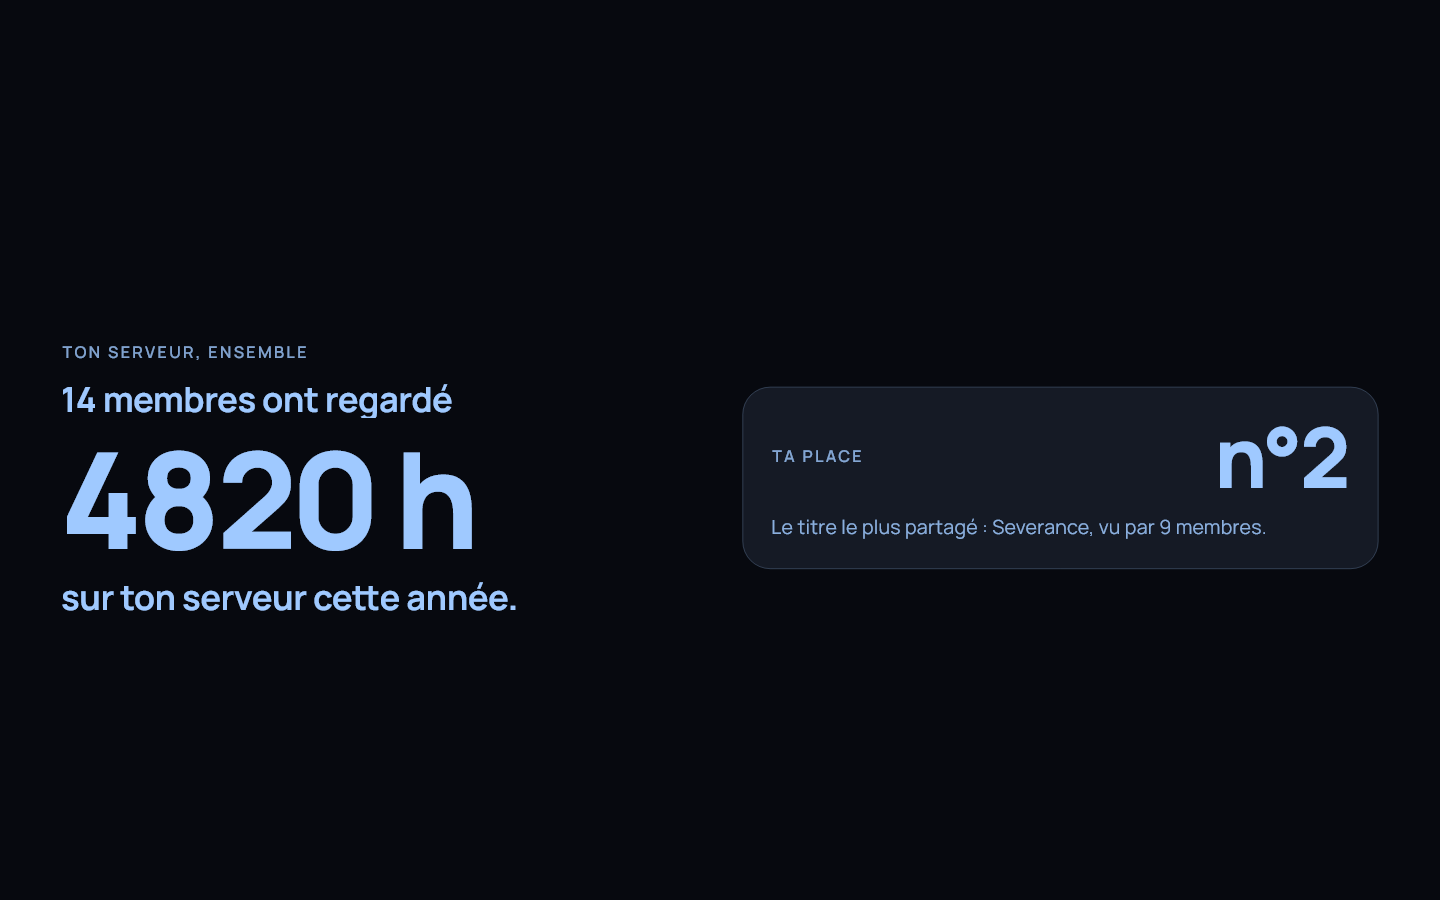 TON SERVEUR, ENSEMBLE
14 membres ont regardé
4820 h
sur ton serveur cette année.
TA PLACE
n°2
Le titre le plus partagé : Severance, vu par 9 membres.